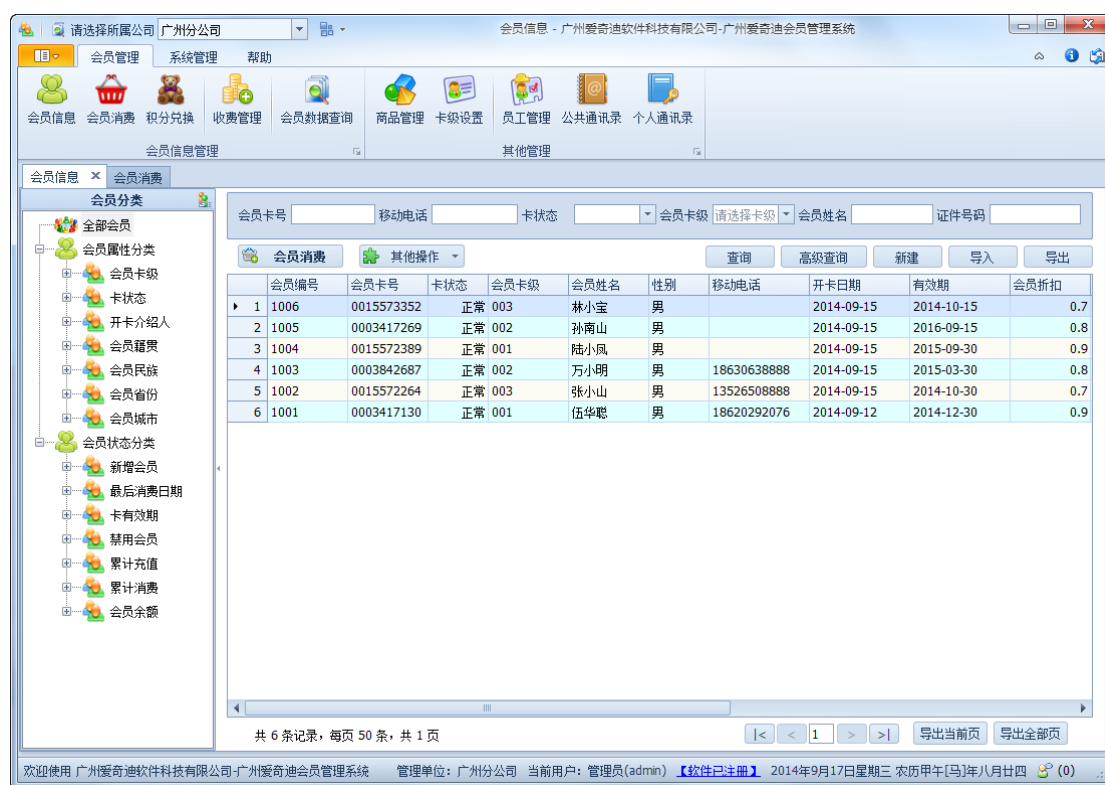 请选择所属公司 广州分公司 会员信息 - 广州爱奇迪软件科技有限公司-广州爱奇迪会员管理系统
会员管理 系统管理 帮助
会员信息 会员消费 积分兑换 收费管理 会员数据查询 商品管理 卡级设置 员工管理 公共通讯录 个人通讯录
会员信息管理 其他管理
会员信息 × 会员消费
会员分类
全部会员
会员属性分类
会员卡级
卡状态
开卡介绍人
会员籍贯
会员民族
会员省份
会员城市
会员状态分类
新增会员
最后消费日期
卡有效期
禁用会员
累计充值
累计消费
会员余额
会员卡号 移动电话 卡状态 会员卡级 请选择卡级 会员姓名 证件号码
会员消费 其他操作 查询 高级查询 新建 导入 导出
会员编号 会员卡号 卡状态 会员卡级 会员姓名 性别 移动电话 开卡日期 有效期 会员折扣
1 1006 0015573352 正常 003 林小宝 男 2014-09-15 2014-10-15 0.7
2 1005 0003417269 正常 002 孙南山 男 2014-09-15 2016-09-15 0.8
3 1004 0015572389 正常 001 陆小凤 男 2014-09-15 2015-09-30 0.9
4 1003 0003842687 正常 002 万小明 男 18630638888 2014-09-15 2015-03-30 0.8
5 1002 0015572264 正常 003 张小山 男 13526508888 2014-09-15 2014-10-30 0.7
6 1001 0003417130 正常 001 伍华聪 男 18620292076 2014-09-12 2014-12-30 0.9
共 6 条记录，每页 50 条，共 1 页 |< < 1 > >| 导出当前页 导出全部页
欢迎使用 广州爱奇迪软件科技有限公司-广州爱奇迪会员管理系统 管理单位：广州分公司 当前用户：管理员(admin) 【软件已注册】 2014年9月17日星期三 农历甲午[马]年八月廿四 (0)